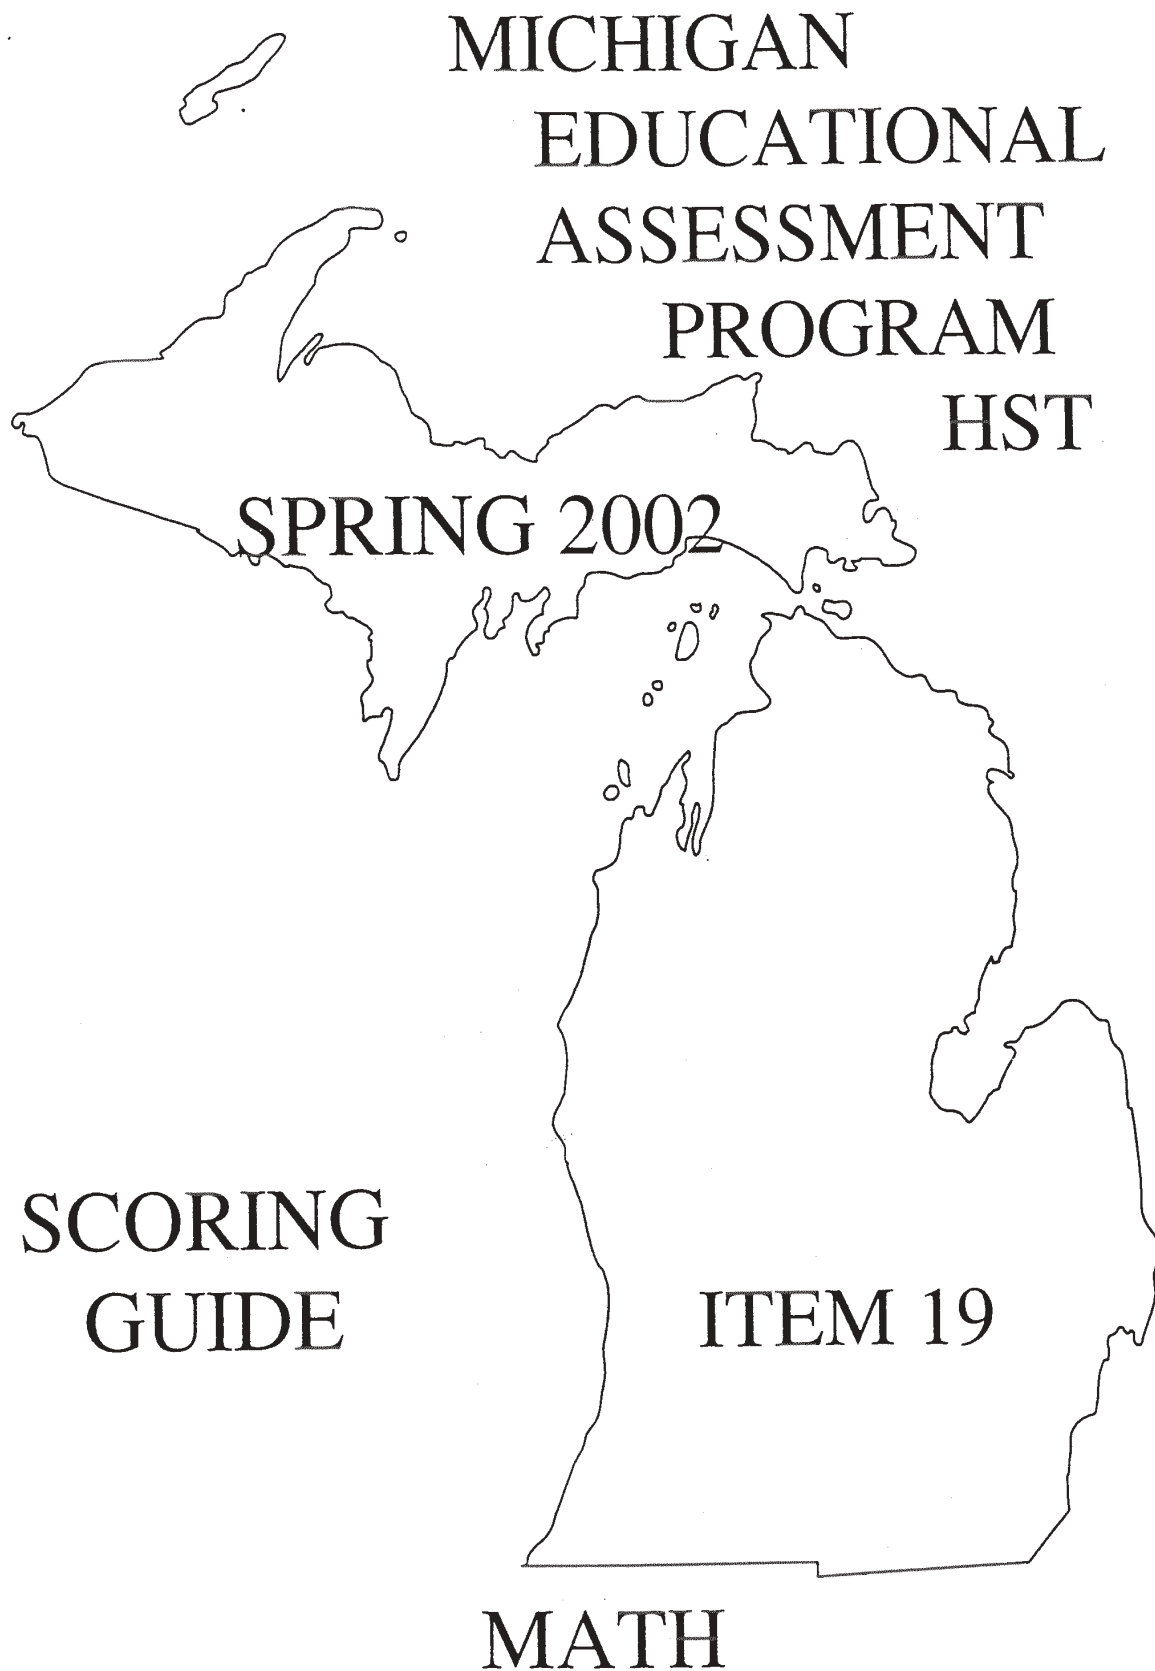 MICHIGAN
EDUCATIONAL
ASSESSMENT
PROGRAM
HST
SPRING 2002
SCORING
GUIDE
ITEM 19
MATH